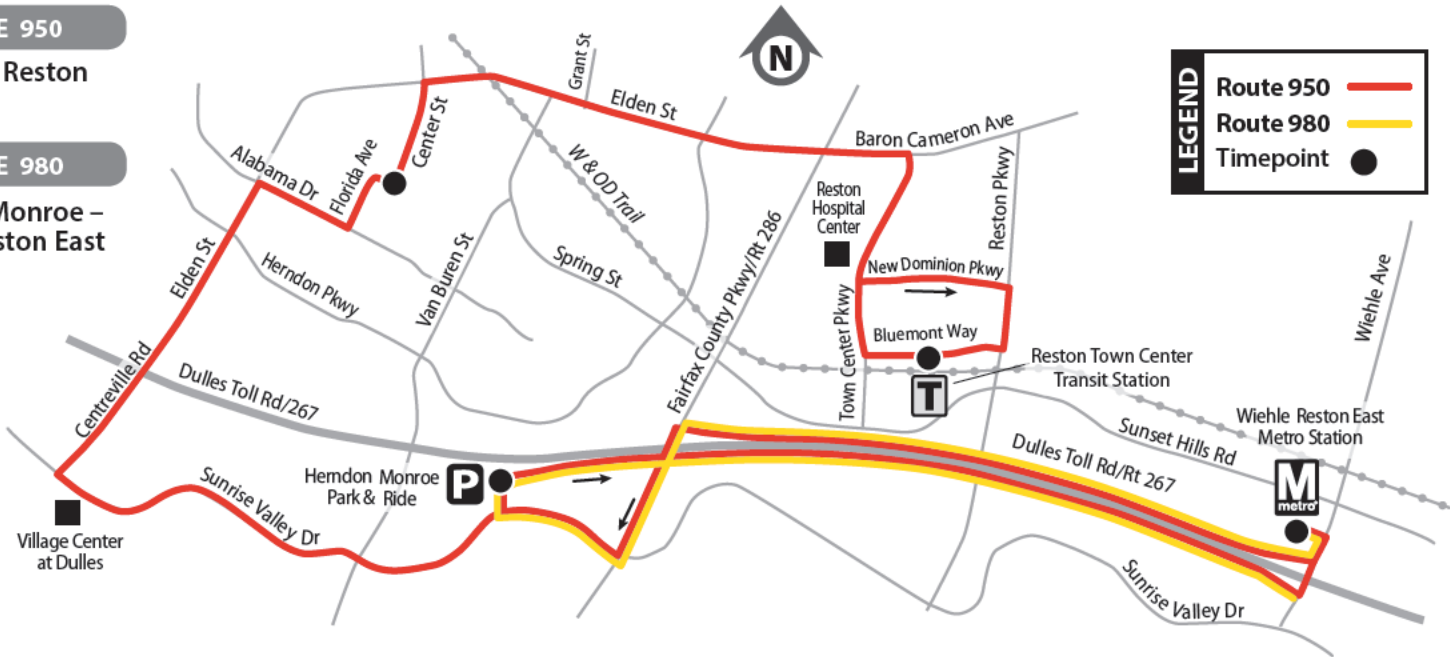 E 950
Reston
E 980
Monroe –
ston East
N
LEGEND
Route 950
Route 980
Timepoint
Grant St
Elden St
Center St
Baron Cameron Ave
Alabama Dr
Florida Ave
W & OD Trail
Reston
Hospital
Center
Reston Pkwy
Elden St
Herndon Pkwy
Van Buren St
Spring St
Fairfax County Pkwy/Rt 286
New Dominion Pkwy
Town Center Pkwy
Bluemont Way
Wiehle Ave
Reston Town Center
Transit Station
T
Centreville Rd
Dulles Toll Rd/267
Wiehle Reston East
Metro Station
Sunset Hills Rd
Dulles Toll Rd/Rt 267
Herndon Monroe
Park & Ride
P
M
metro
Sunrise Valley Dr
Village Center
at Dulles
Sunrise Valley Dr